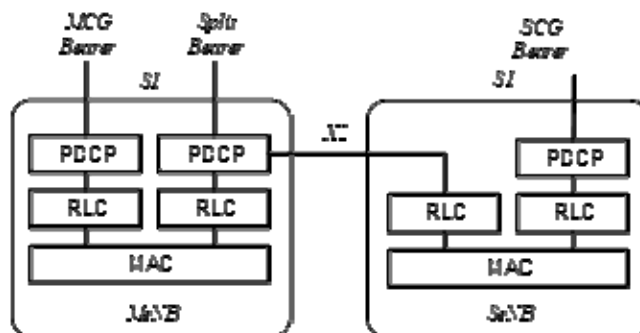 MCG Bearer
Split Bearer
SCG Bearer
S1
S1
X2
PDCP
PDCP
PDCP
RLC
RLC
RLC
RLC
MAC
MAC
MeNB
SeNB